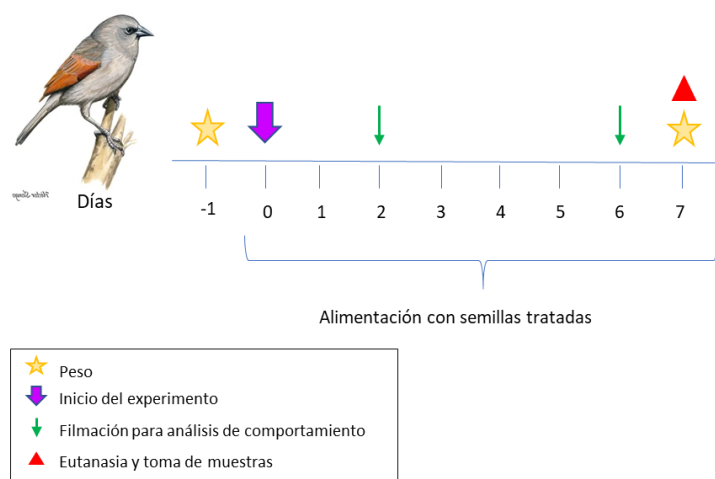 Días
-1 0 1 2 3 4 5 6 7
Alimentación con semillas tratadas
Peso
Inicio del experimento
Filmación para análisis de comportamiento
Eutanasia y toma de muestras